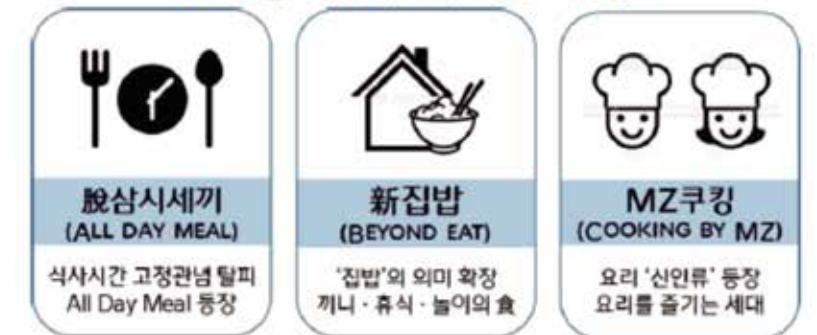 脫삼시세끼
(ALL DAY MEAL)
식사시간 고정관념 탈피
All Day Meal 등장
新집밥
(BEYOND EAT)
'집밥'의 의미 확장
끼니 · 휴식 · 놀이의 食
MZ쿠킹
(COOKING BY MZ)
요리 '신인류' 등장
요리를 즐기는 세대